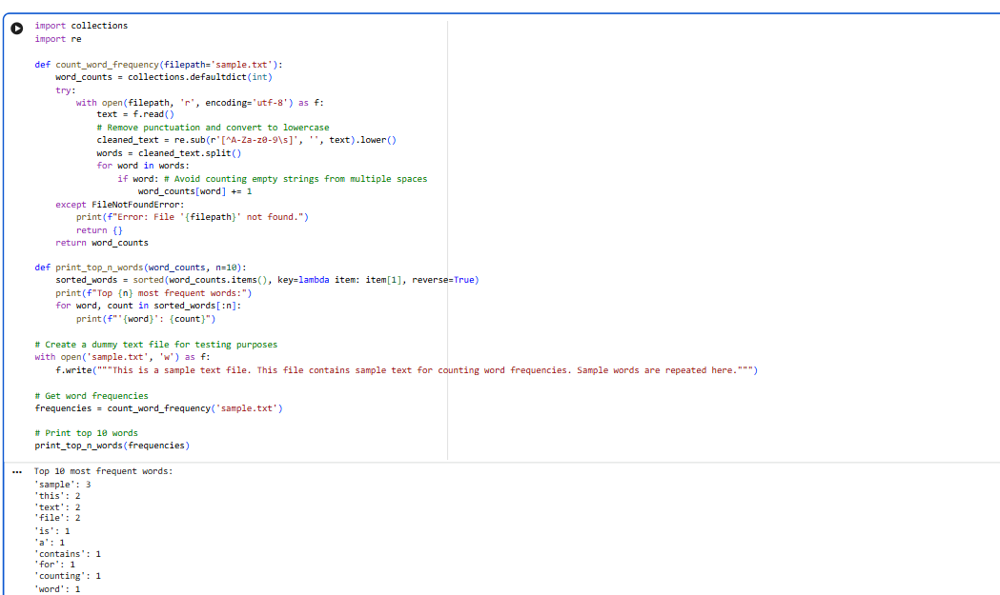 import collections
import re
def count_word_frequency(filepath='sample.txt'):
    word_counts = collections.defaultdict(int)
    try:
        with open(filepath, 'r', encoding='utf-8') as f:
            text = f.read()
            # Remove punctuation and convert to lowercase
            cleaned_text = re.sub(r'[^A-Za-z0-9\s]', '', text).lower()
            words = cleaned_text.split()
            for word in words:
                if word: # Avoid counting empty strings from multiple spaces
                    word_counts[word] += 1
    except FileNotFoundError:
        print(f"Error: File '{filepath}' not found.")
        return {}
    return word_counts
def print_top_n_words(word_counts, n=10):
    sorted_words = sorted(word_counts.items(), key=lambda item: item[1], reverse=True)
    print(f"Top {n} most frequent words:")
    for word, count in sorted_words[:n]:
        print(f"'{word}': {count}")
# Create a dummy text file for testing purposes
with open('sample.txt', 'w') as f:
    f.write("""This is a sample text file. This file contains sample text for counting word frequencies. Sample words are repeated here.""")
# Get word frequencies
frequencies = count_word_frequency('sample.txt')
# Print top 10 words
print_top_n_words(frequencies)
Top 10 most frequent words:
'sample': 3
'this': 2
'text': 2
'file': 2
'is': 1
'a': 1
'contains': 1
'for': 1
'counting': 1
'word': 1